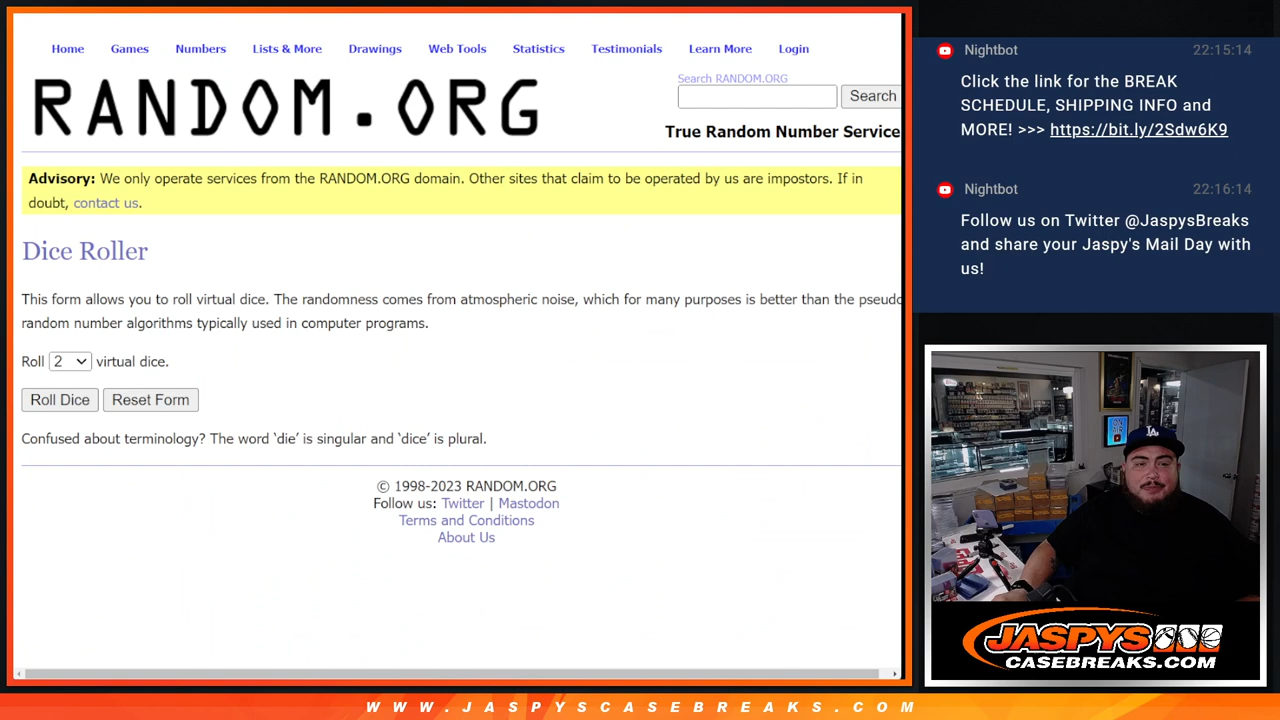 Home Games Numbers Lists & More Drawings Web Tools Statistics Testimonials Learn More Login
RANDOM.ORG
Search RANDOM.ORG
Search
True Random Number Service
Advisory: We only operate services from the RANDOM.ORG domain. Other sites that claim to be operated by us are impostors. If in
doubt, contact us.
Dice Roller
This form allows you to roll virtual dice. The randomness comes from atmospheric noise, which for many purposes is better than the pseudo
random number algorithms typically used in computer programs.
Roll 2 virtual dice.
Roll Dice Reset Form
Confused about terminology? The word ‘die’ is singular and ‘dice’ is plural.
© 1998-2023 RANDOM.ORG
Follow us: Twitter | Mastodon
Terms and Conditions
About Us
Nightbot 22:15:14
Click the link for the BREAK
SCHEDULE, SHIPPING INFO and
MORE! >>> https://bit.ly/2Sdw6K9
Nightbot 22:16:14
Follow us on Twitter @JaspysBreaks
and share your Jaspy's Mail Day with
us!
ON
AIR
LA
JASPYS
CASEBREAKS.COM
WWW.JASPYSCASEBREAKS.COM